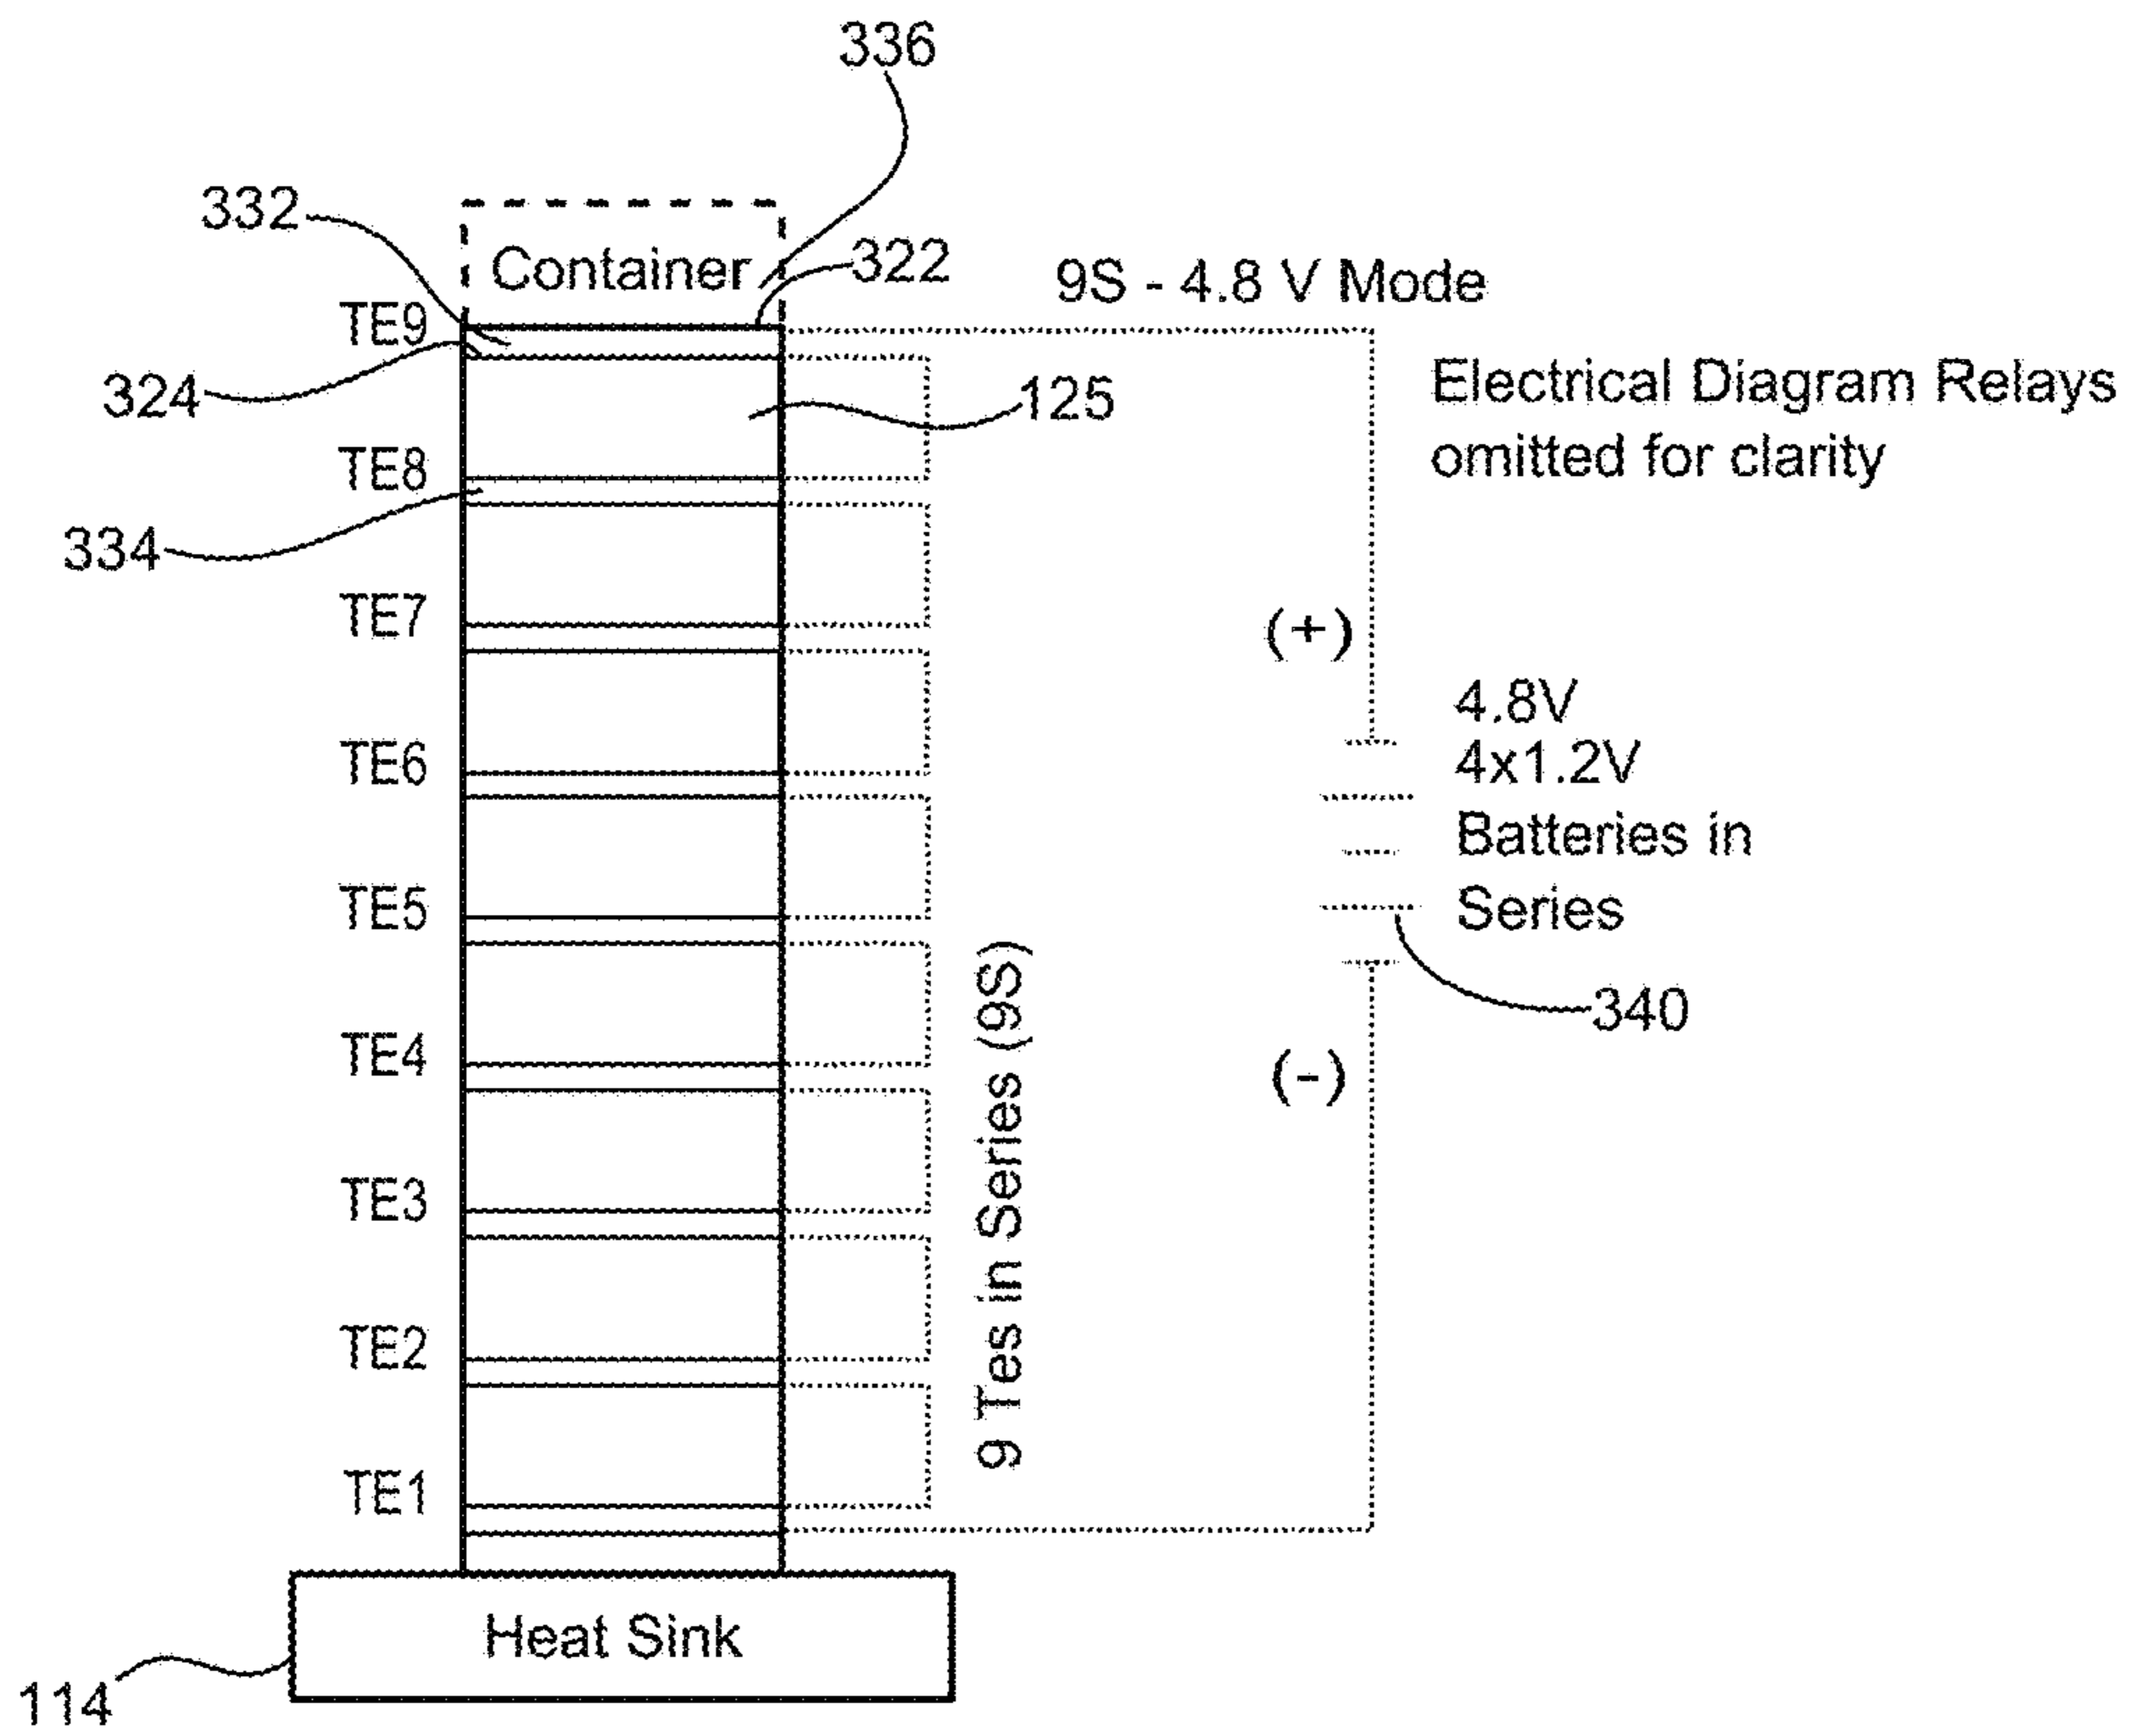 336
332
Container
322
9S - 4.8 V Mode
TE9
324
125
Electrical Diagram Relays
omitted for clarity
TE8
334
TE7
(+)
4.8V
4x1.2V
Batteries in
Series
TE6
TE5
340
9 Tes in Series (9S)
TE4
(-)
TE3
TE2
TE1
Heat Sink
114